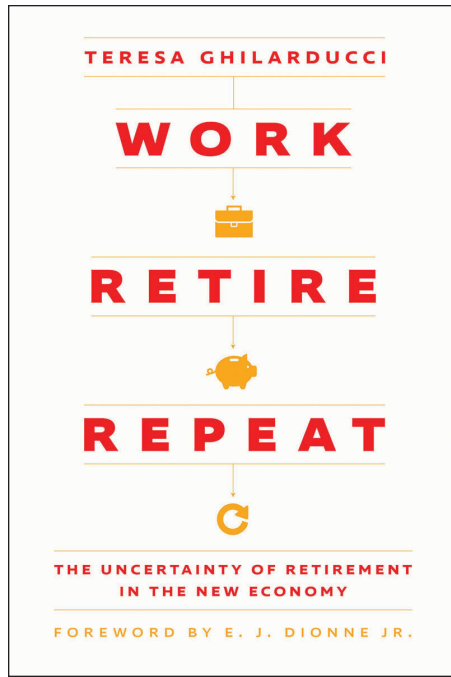 TERESA GHILARDUCCI
WORK
RETIRE
REPEAT
THE UNCERTAINTY OF RETIREMENT
IN THE NEW ECONOMY
FOREWORD BY E. J. DIONNE JR.